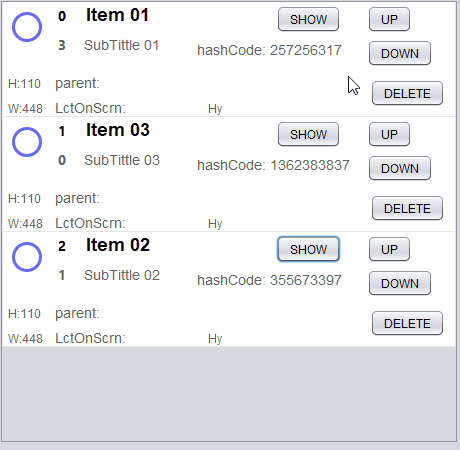 0 Item 01 SHOW UP
3 SubTittle 01 hashCode: 257256317 DOWN
H:110 parent: DELETE
W:448 LctOnScrn: Hy
1 Item 03 SHOW UP
0 SubTittle 03 hashCode: 1362383837 DOWN
H:110 parent: DELETE
W:448 LctOnScrn: Hy
2 Item 02 SHOW UP
1 SubTittle 02 hashCode: 355673397 DOWN
H:110 parent: DELETE
W:448 LctOnScrn: Hy